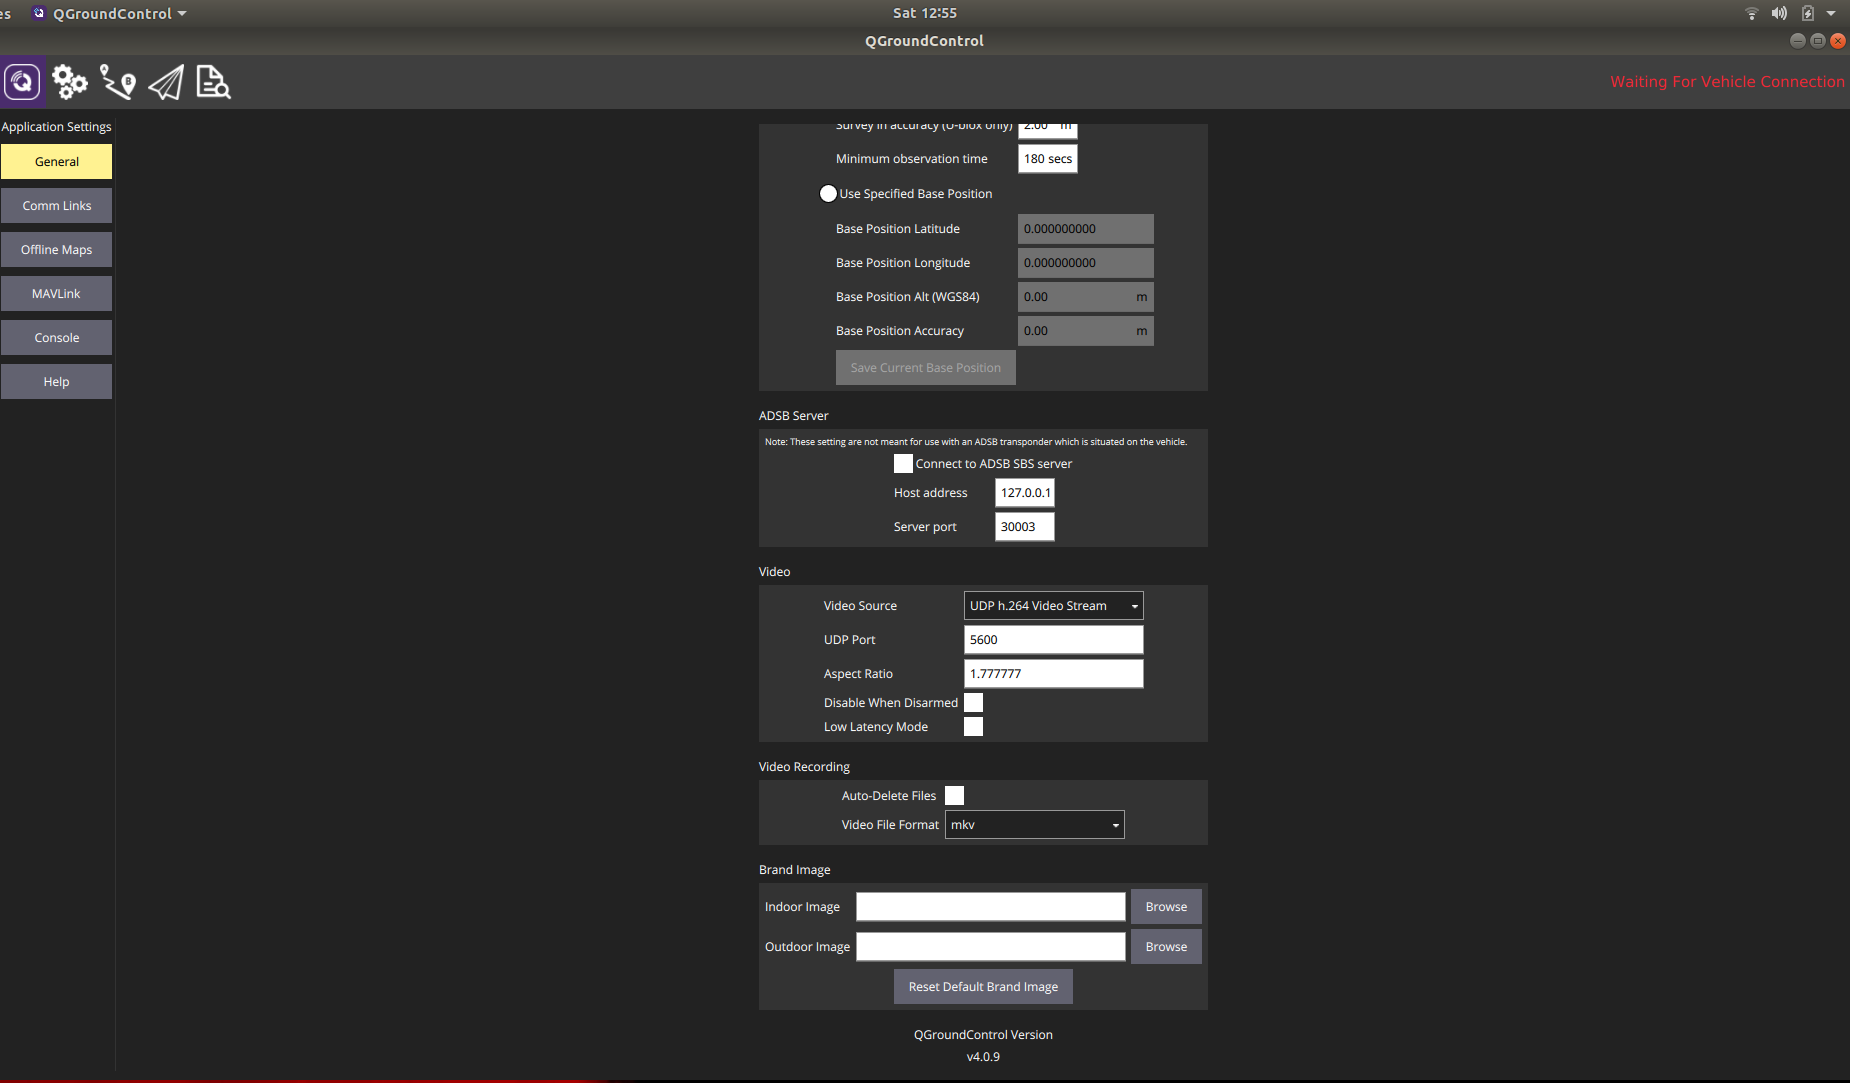 es QGroundControl Sat 12:55
QGroundControl
Waiting For Vehicle Connection
Application Settings
General
Comm Links
Offline Maps
MAVLink
Console
Help
Survey in accuracy (U-blox only) 2.00 m
Minimum observation time 180 secs
Use Specified Base Position
Base Position Latitude 0.000000000
Base Position Longitude 0.000000000
Base Position Alt (WGS84) 0.00 m
Base Position Accuracy 0.00 m
Save Current Base Position
ADSB Server
Note: These setting are not meant for use with an ADSB transponder which is situated on the vehicle.
Connect to ADSB SBS server
Host address 127.0.0.1
Server port 30003
Video
Video Source UDP h.264 Video Stream
UDP Port 5600
Aspect Ratio 1.777777
Disable When Disarmed
Low Latency Mode
Video Recording
Auto-Delete Files
Video File Format mkv
Brand Image
Indoor Image Browse
Outdoor Image Browse
Reset Default Brand Image
QGroundControl Version
v4.0.9